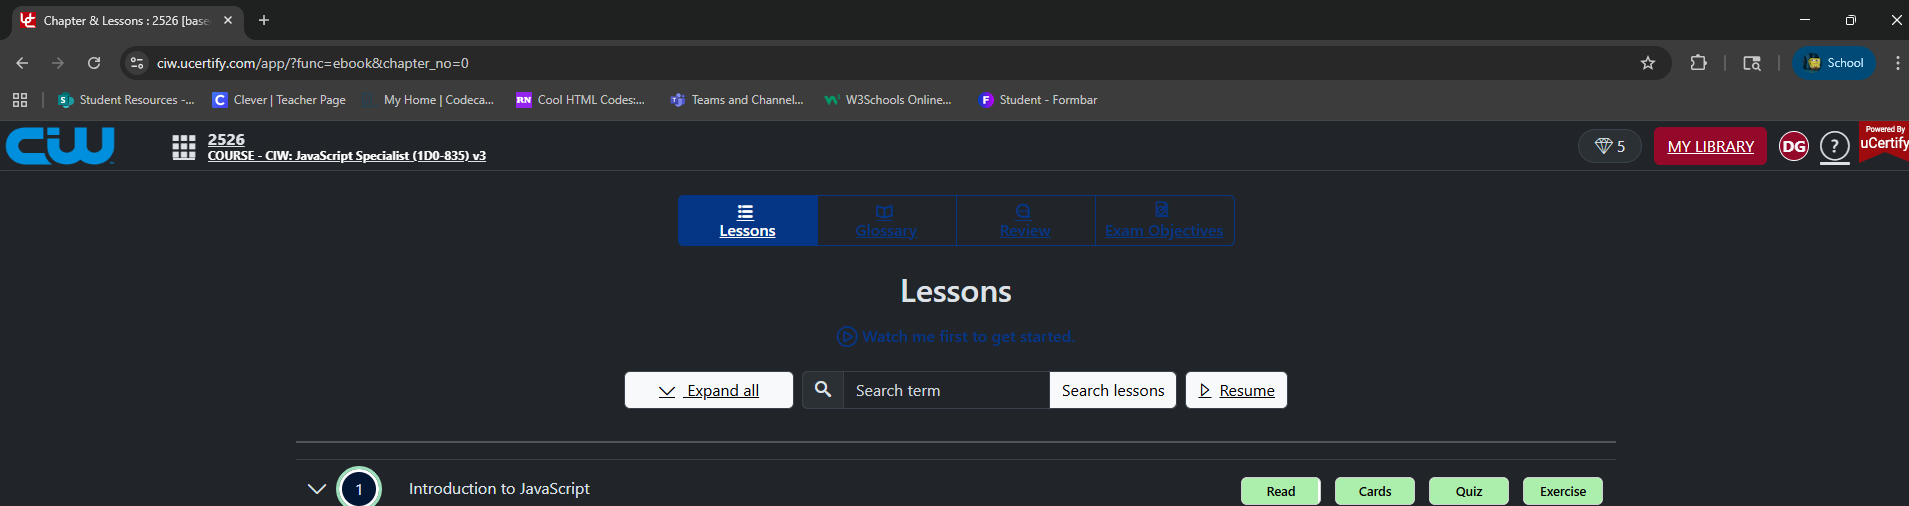 Chapter & Lessons : 2526 [base
ciw.ucertify.com/app/?func=ebook&chapter_no=0
School
Student Resources -...
Clever | Teacher Page
My Home | Codeca...
RN Cool HTML Codes:...
Teams and Channel...
W3Schools Online...
Student - Formbar
CIW
2526
COURSE - CIW: JavaScript Specialist (1D0-835) v3
5
MY LIBRARY
DG
?
Powered By
uCertify
Lessons
Glossary
Review
Exam Objectives
Lessons
Watch me first to get started.
Expand all
Search term
Search lessons
Resume
1
Introduction to JavaScript
Read
Cards
Quiz
Exercise